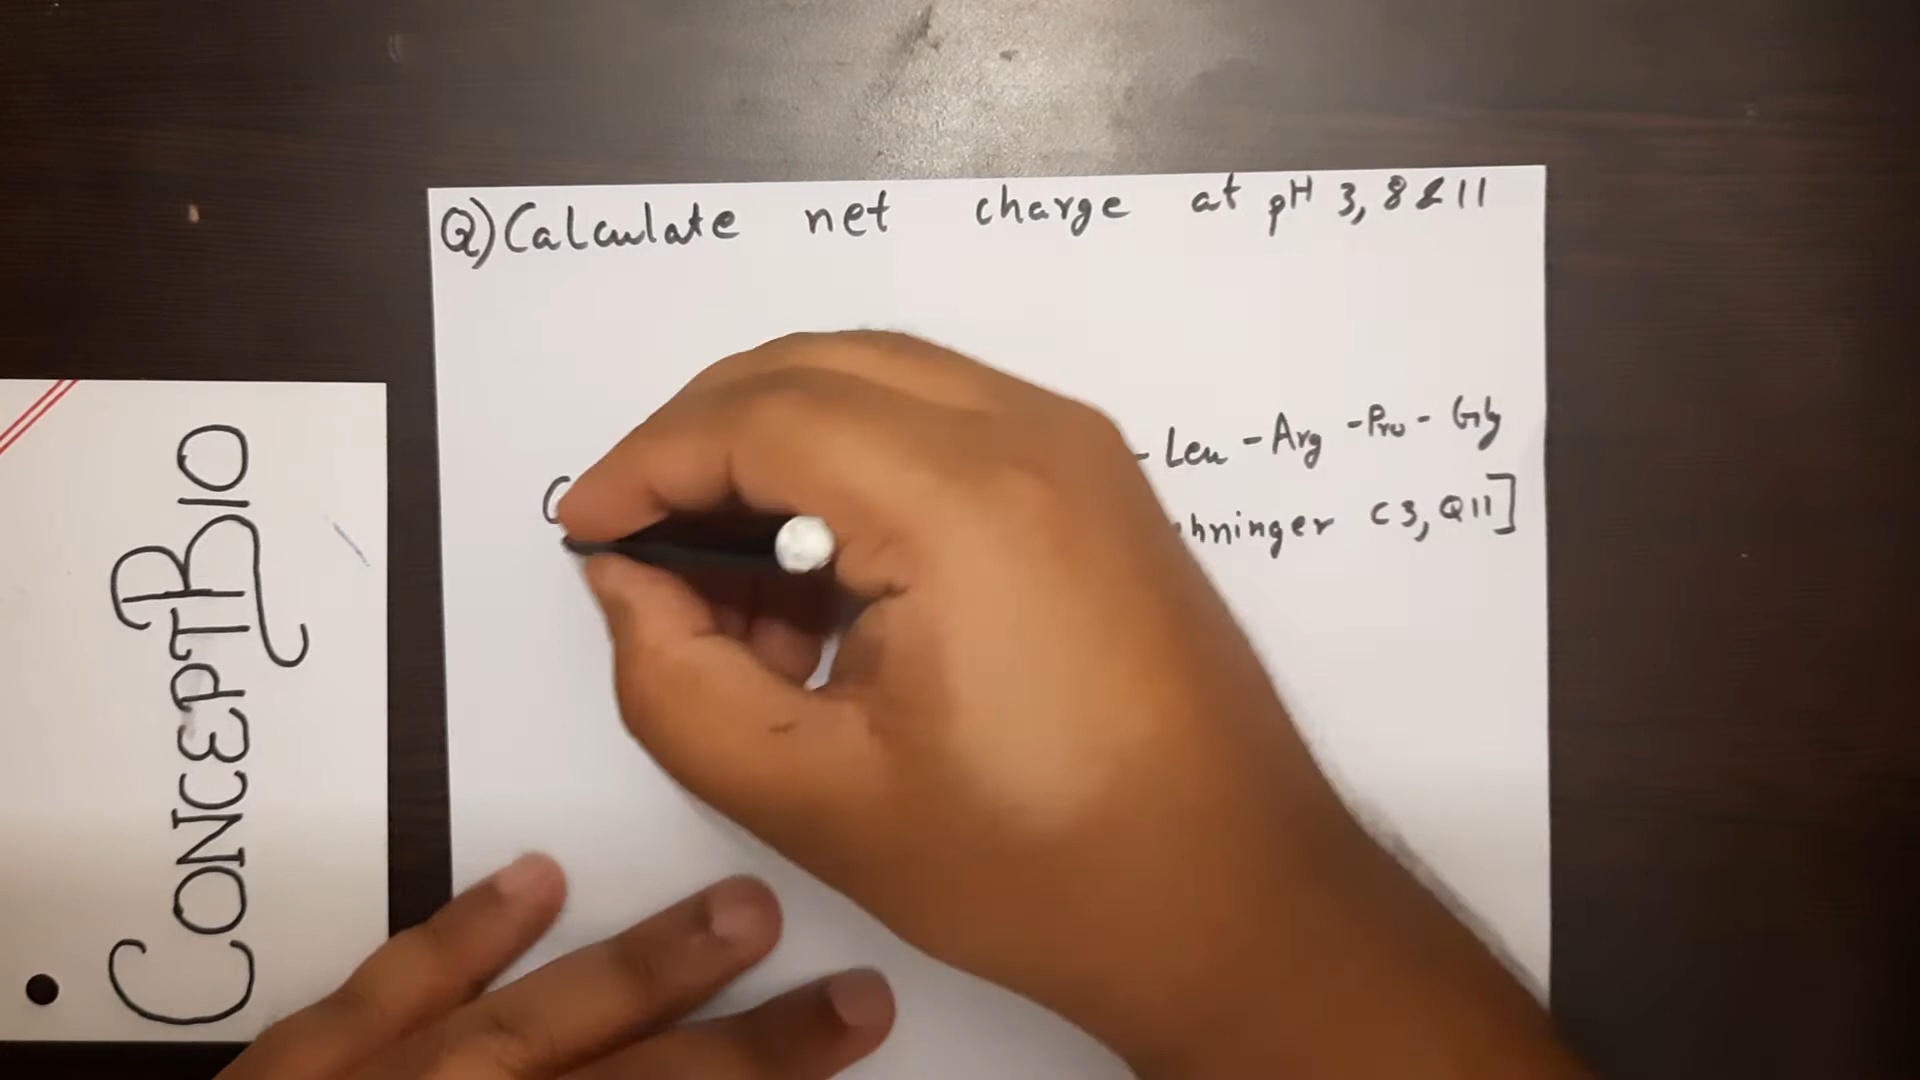 Q) Calculate net charge at pH 3, 8 & 11
- Leu - Arg - Pro - Gly
hninger C3, Q11]
CONCEPTBIO